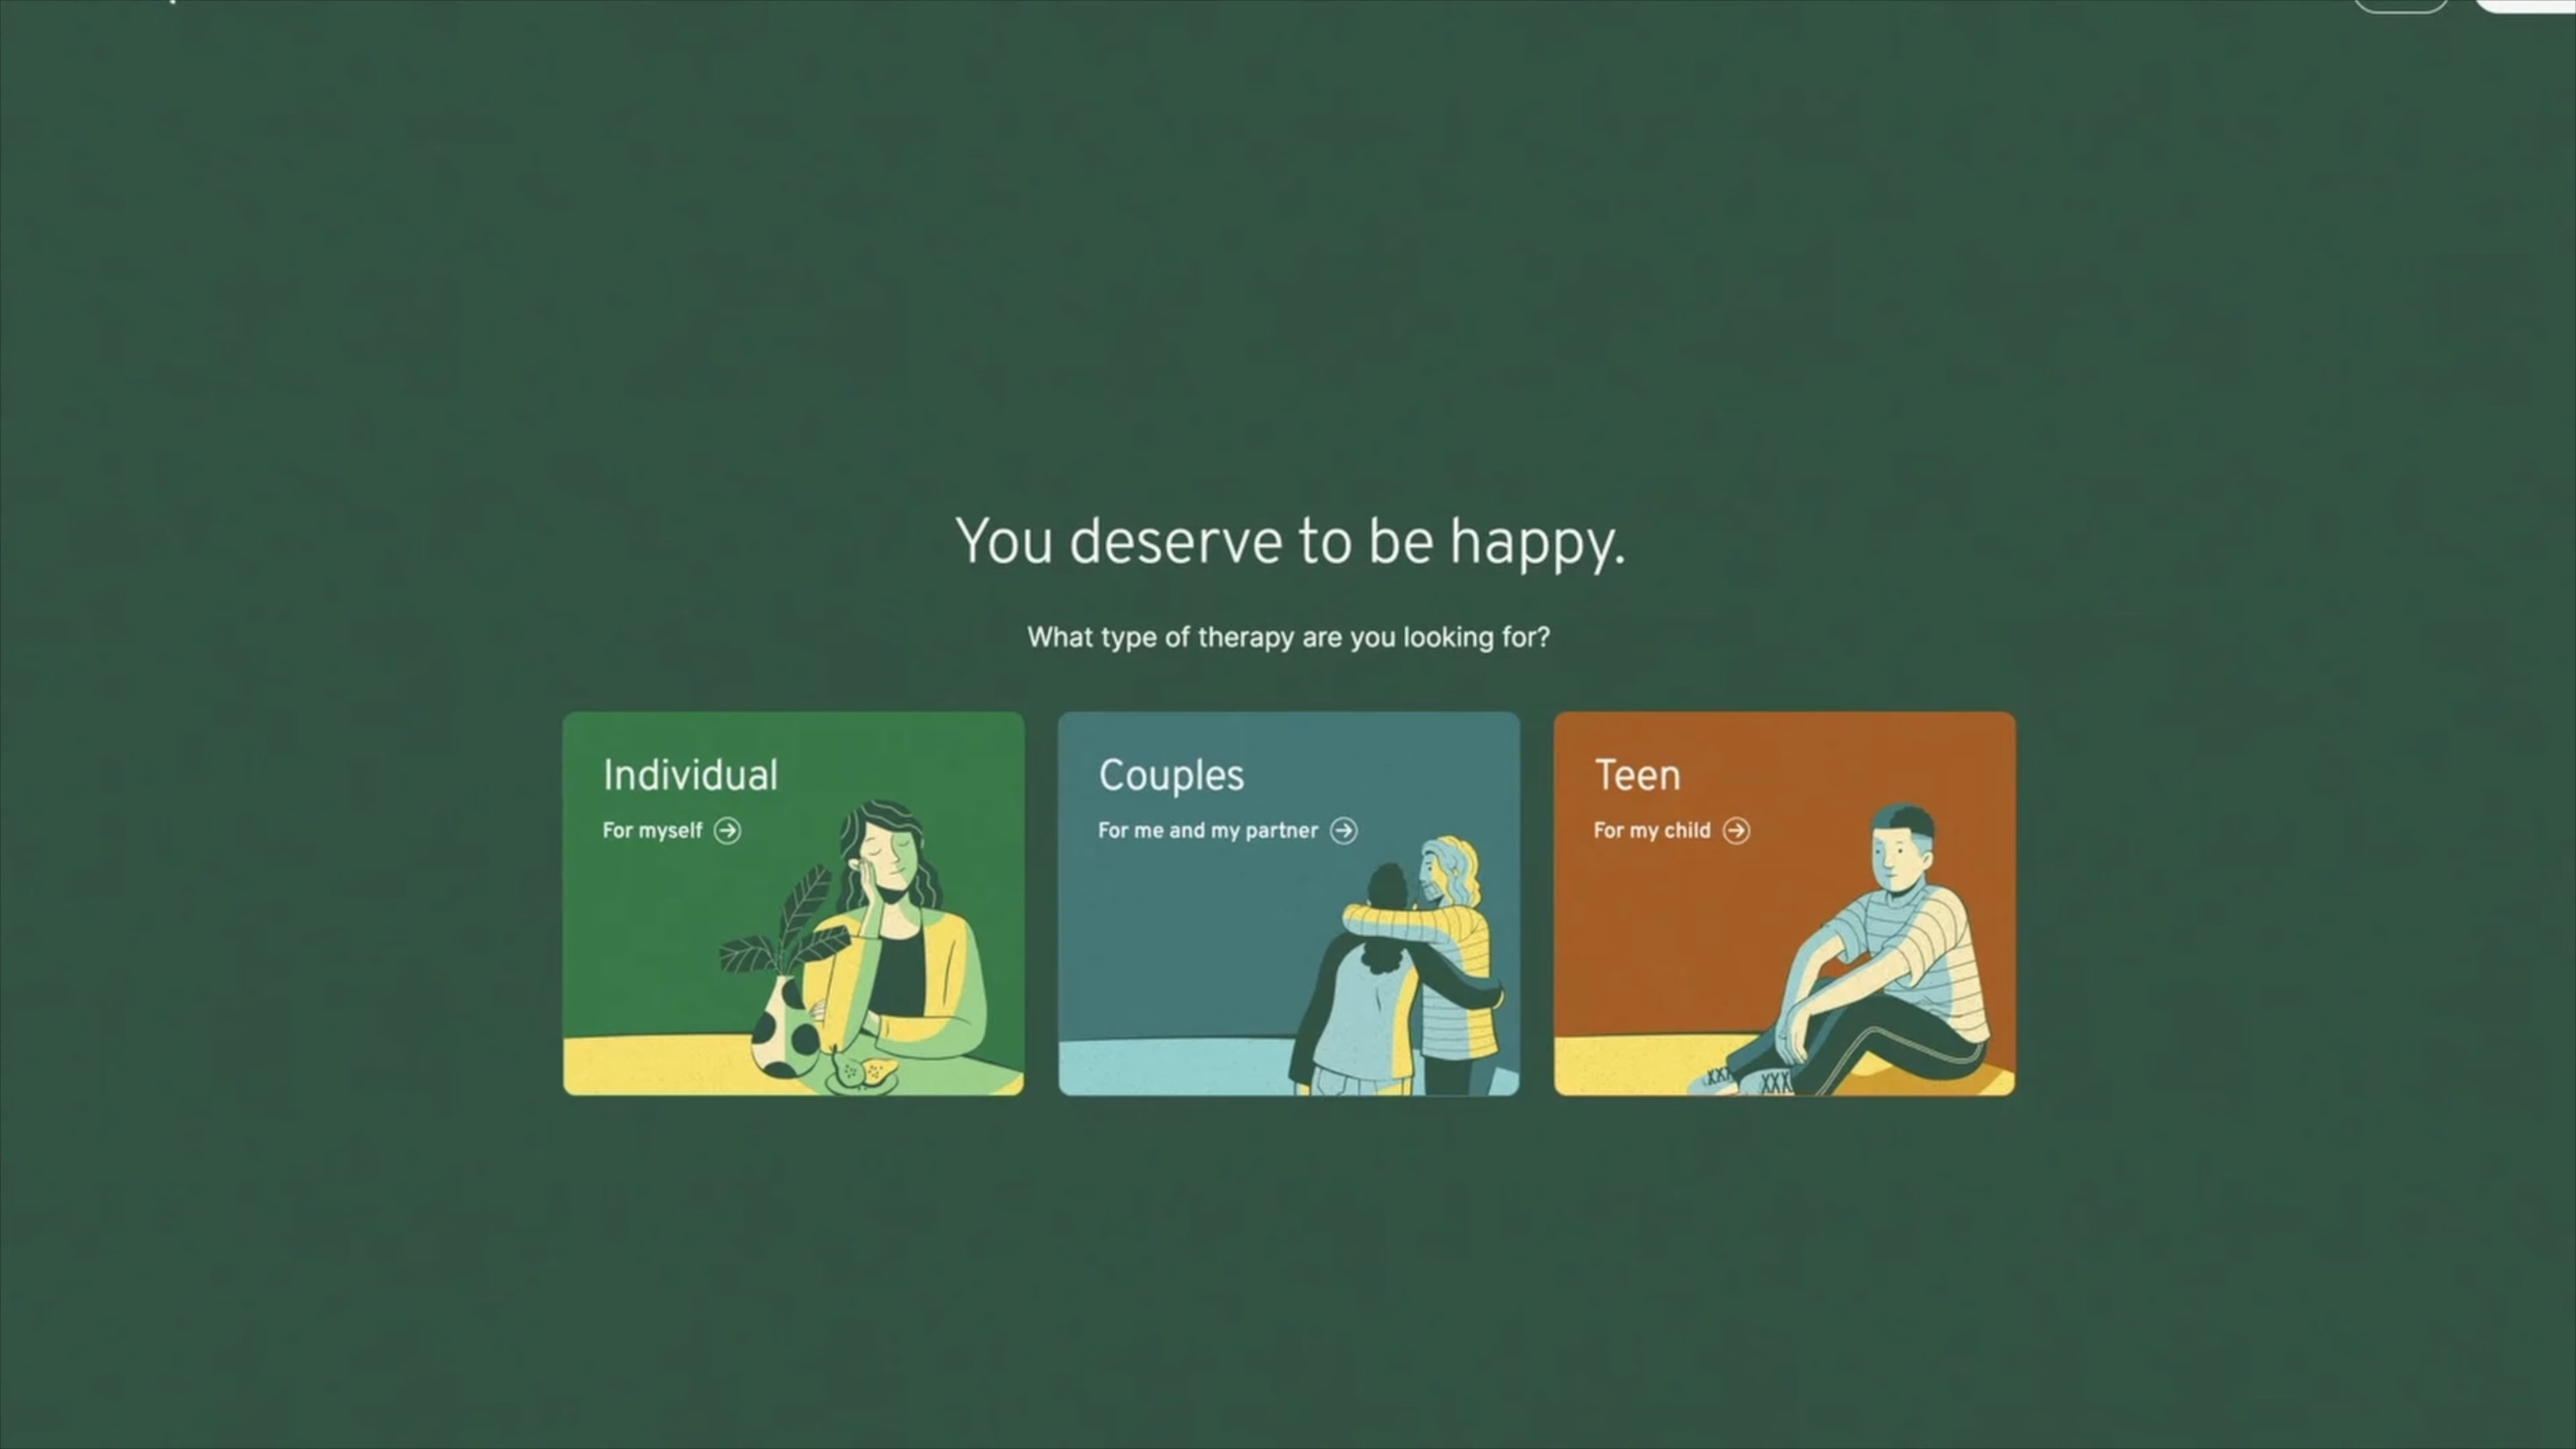 You deserve to be happy.
What type of therapy are you looking for?
Individual
For myself
Couples
For me and my partner
Teen
For my child